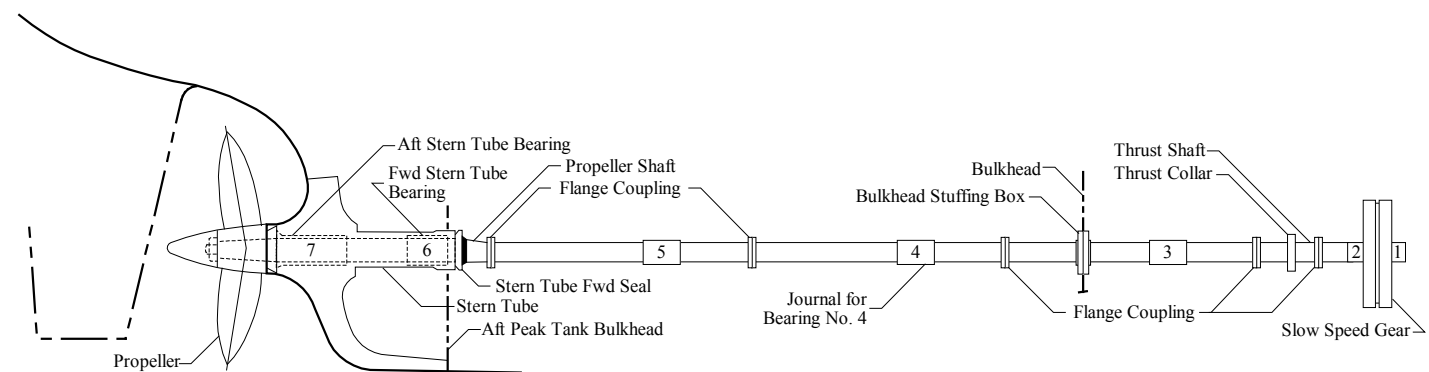 Aft Stern Tube Bearing
Fwd Stern Tube
Bearing
Propeller Shaft
Flange Coupling
Bulkhead
Bulkhead Stuffing Box
Thrust Shaft
Thrust Collar
7
6
5
4
3
2
1
Stern Tube Fwd Seal
Stern Tube
Aft Peak Tank Bulkhead
Propeller
Journal for
Bearing No. 4
Flange Coupling
Slow Speed Gear